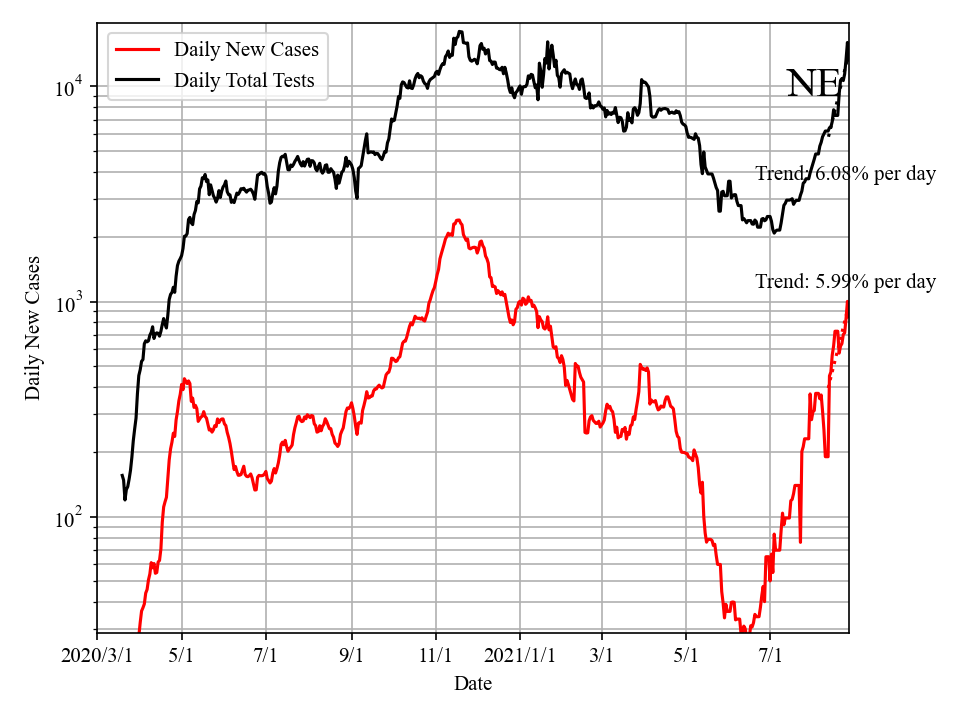 Daily New Cases
Daily Total Tests
NE
Trend: 6.08% per day
Trend: 5.99% per day
10^4
10^3
10^2
Daily New Cases
2020/3/1 5/1 7/1 9/1 11/1 2021/1/1 3/1 5/1 7/1
Date